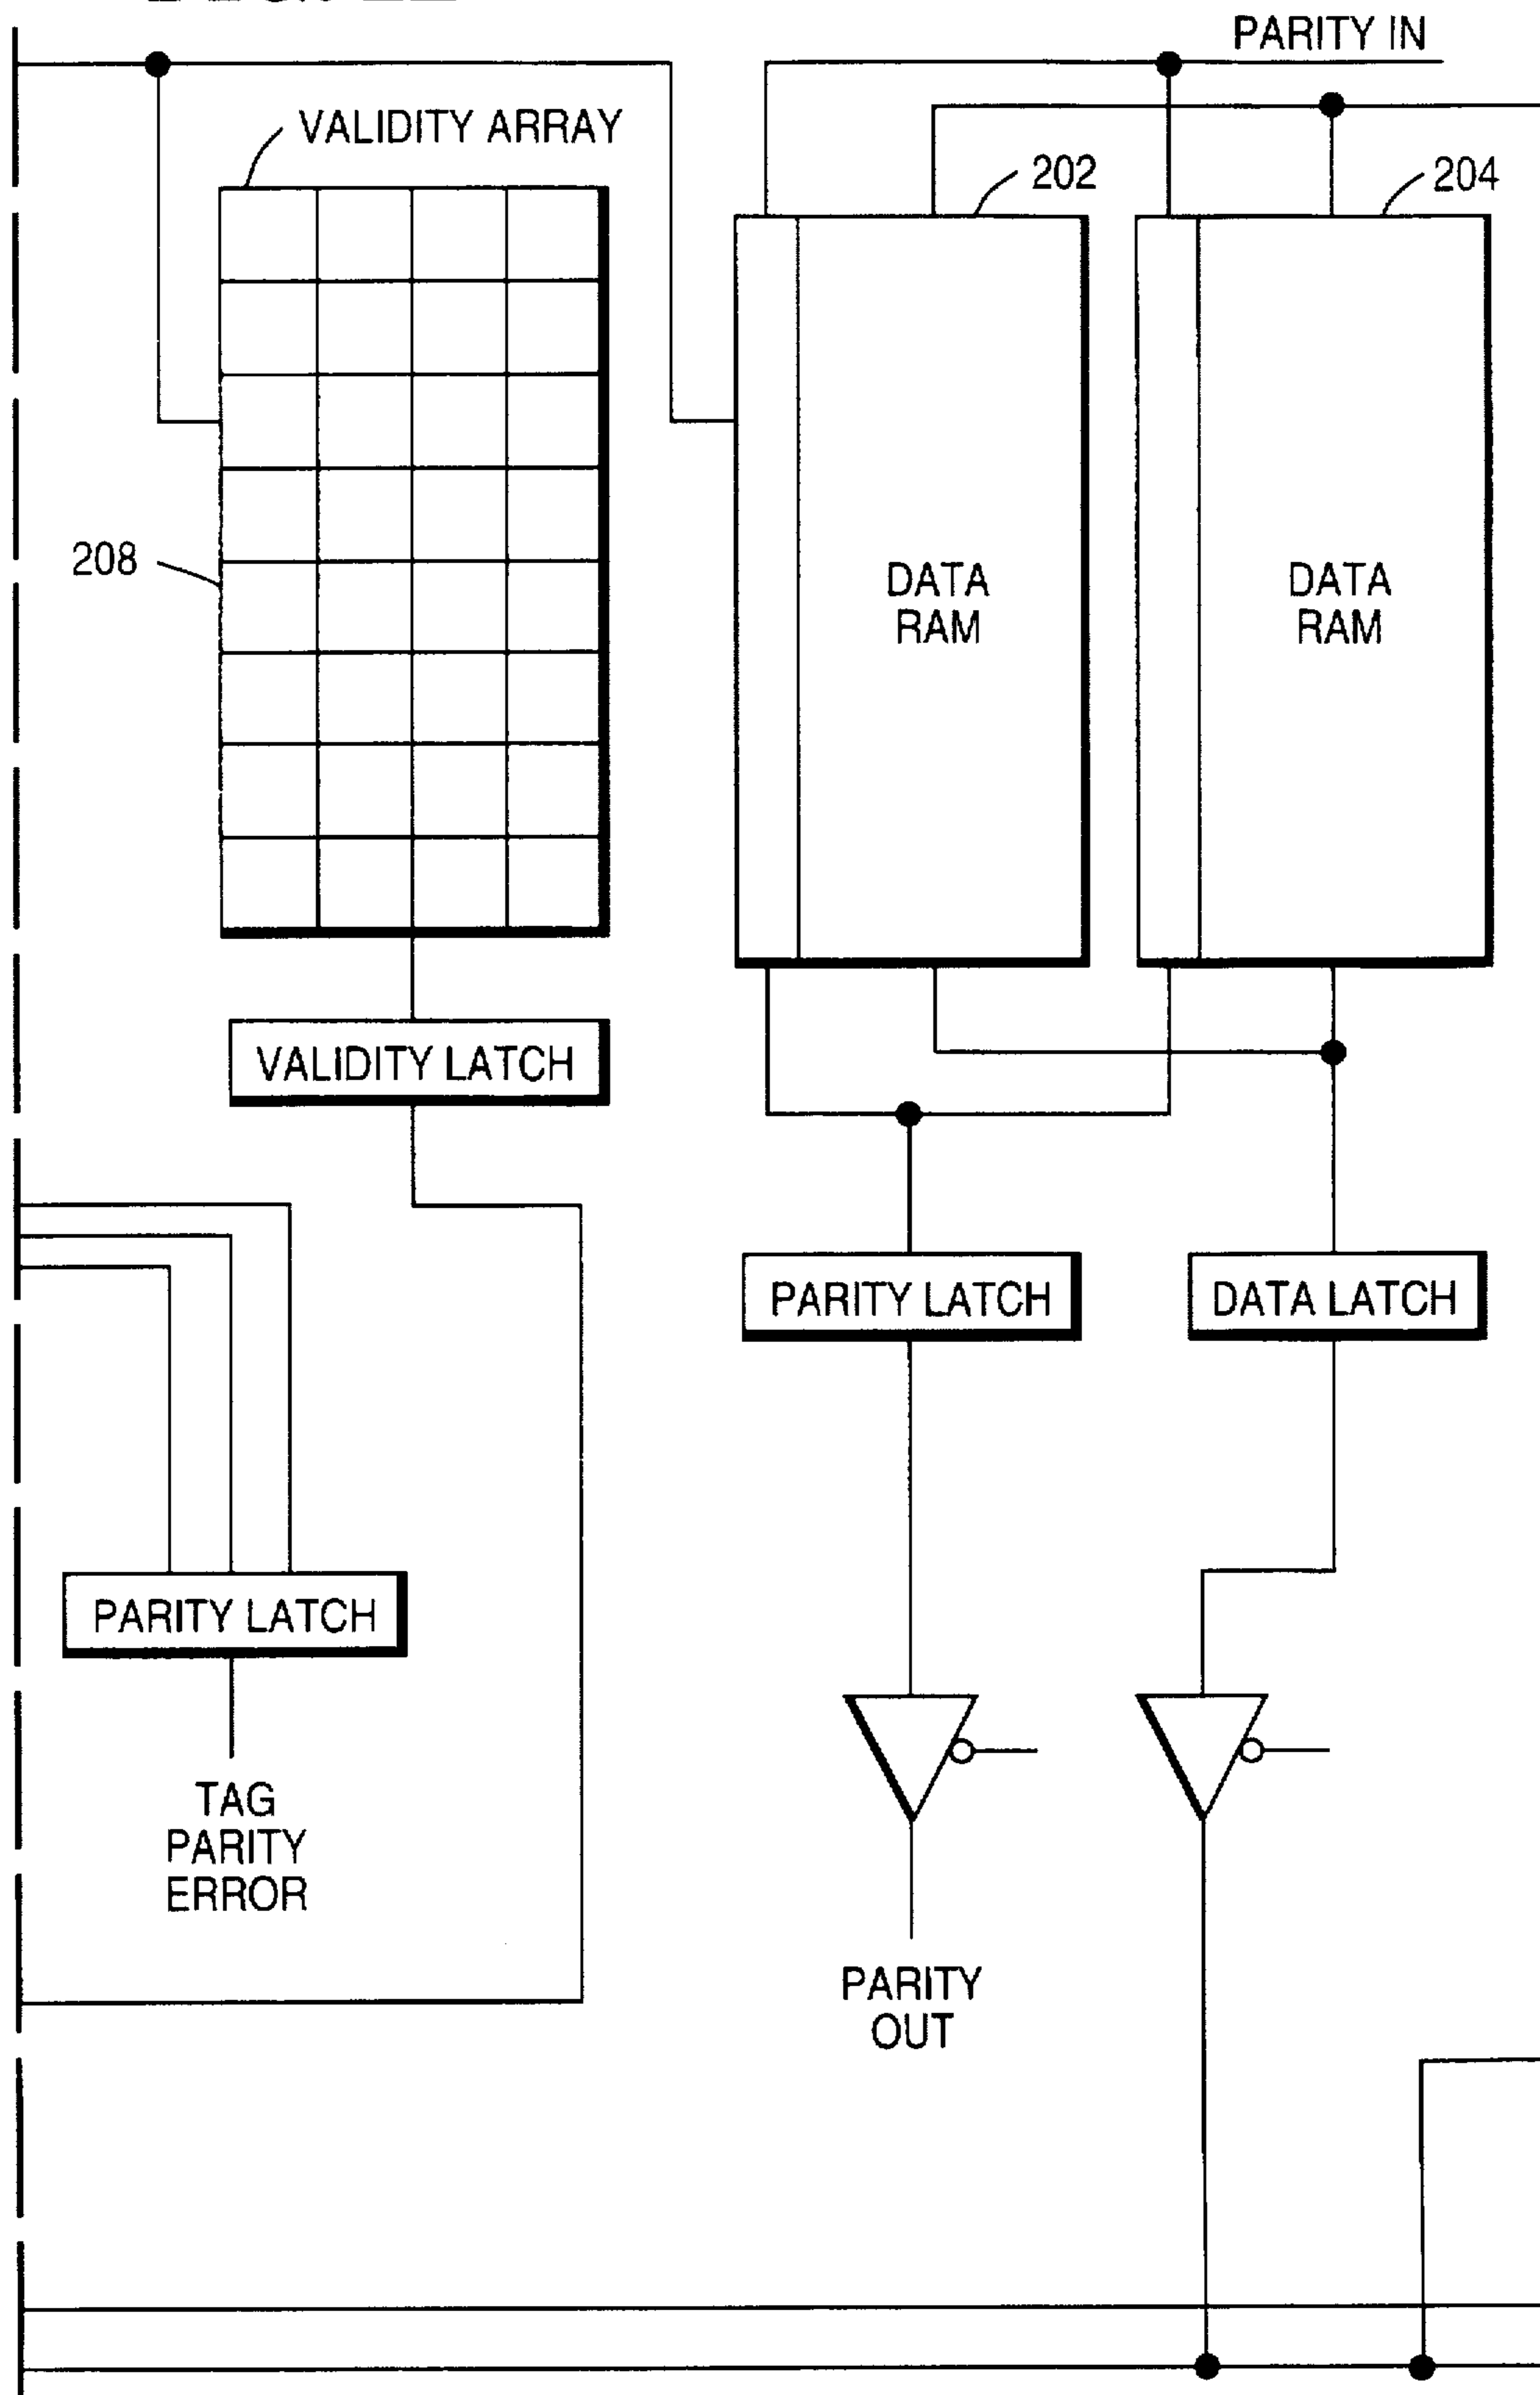 PARITY IN
VALIDITY ARRAY
202
204
208
DATA
RAM
DATA
RAM
VALIDITY LATCH
PARITY LATCH
DATA LATCH
PARITY LATCH
TAG
PARITY
ERROR
PARITY
OUT